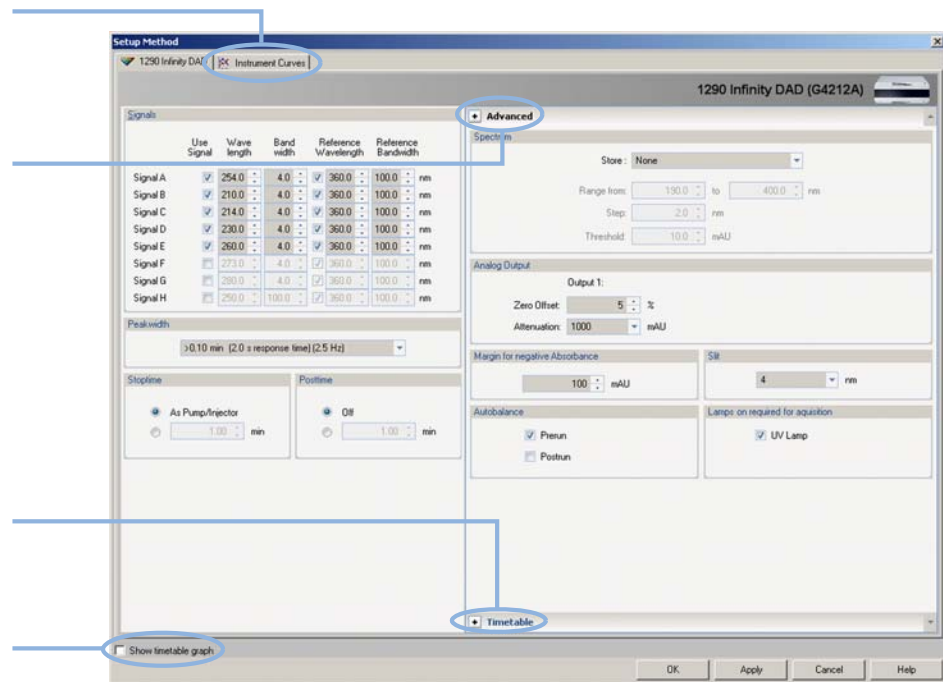 Setup Method
1290 Infinity DAD
Instrument Curves
1290 Infinity DAD (G4212A)
Signals
Use Signal Wave length Band width Reference Wavelength Reference Bandwidth
Signal A 254.0 4.0 360.0 100.0 nm
Signal B 210.0 4.0 360.0 100.0 nm
Signal C 214.0 4.0 360.0 100.0 nm
Signal D 230.0 4.0 360.0 100.0 nm
Signal E 260.0 4.0 360.0 100.0 nm
Signal F 273.0 4.0 360.0 100.0 nm
Signal G 280.0 4.0 360.0 100.0 nm
Signal H 250.0 100.0 360.0 100.0 nm
Peakwidth
>0.10 min (2.0 s response time) (2.5 Hz)
Stoptime
As Pump/Injector
1.00 min
Posttime
Off
1.00 min
+ Advanced
Spectrum
Store : None
Range from: 190.0 to 400.0 nm
Step: 2.0 nm
Threshold: 10.0 mAU
Analog Output
Output 1:
Zero Offset: 5 %
Attenuation: 1000 mAU
Margin for negative Absorbance
100 mAU
Slit
4 nm
Autobalance
Prerun
Postrun
Lamps on required for aquisition
UV Lamp
+ Timetable
Show timetable graph
OK Apply Cancel Help